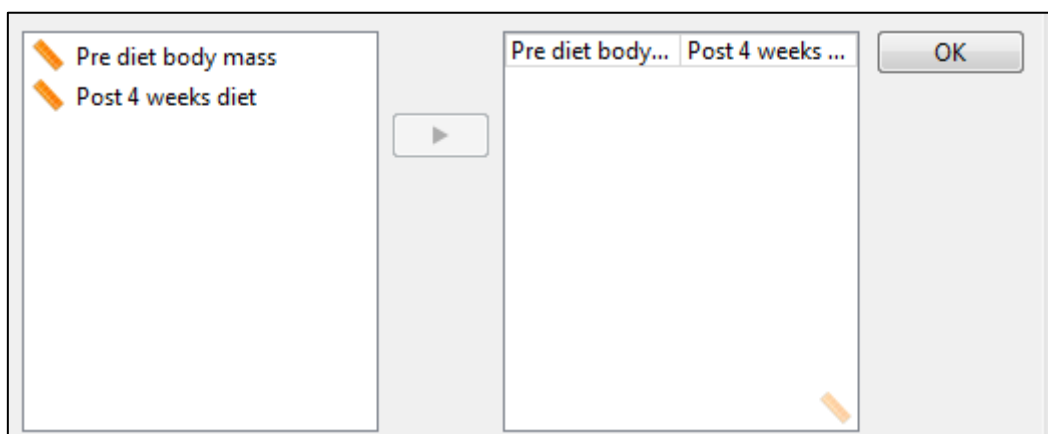 Pre diet body mass
Post 4 weeks diet
Pre diet body... Post 4 weeks ...
OK